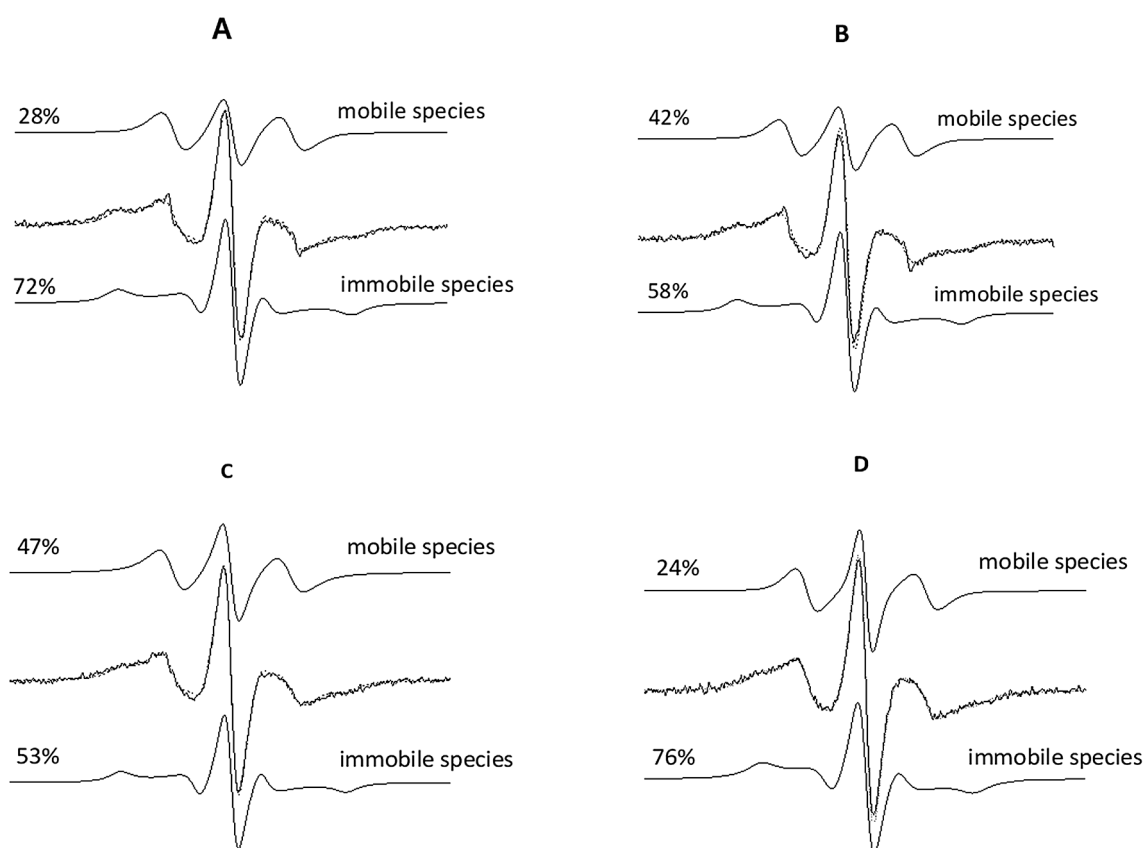 A
28%
mobile species
72%
immobile species
B
42%
mobile species
58%
immobile species
C
47%
mobile species
53%
immobile species
D
24%
mobile species
76%
immobile species